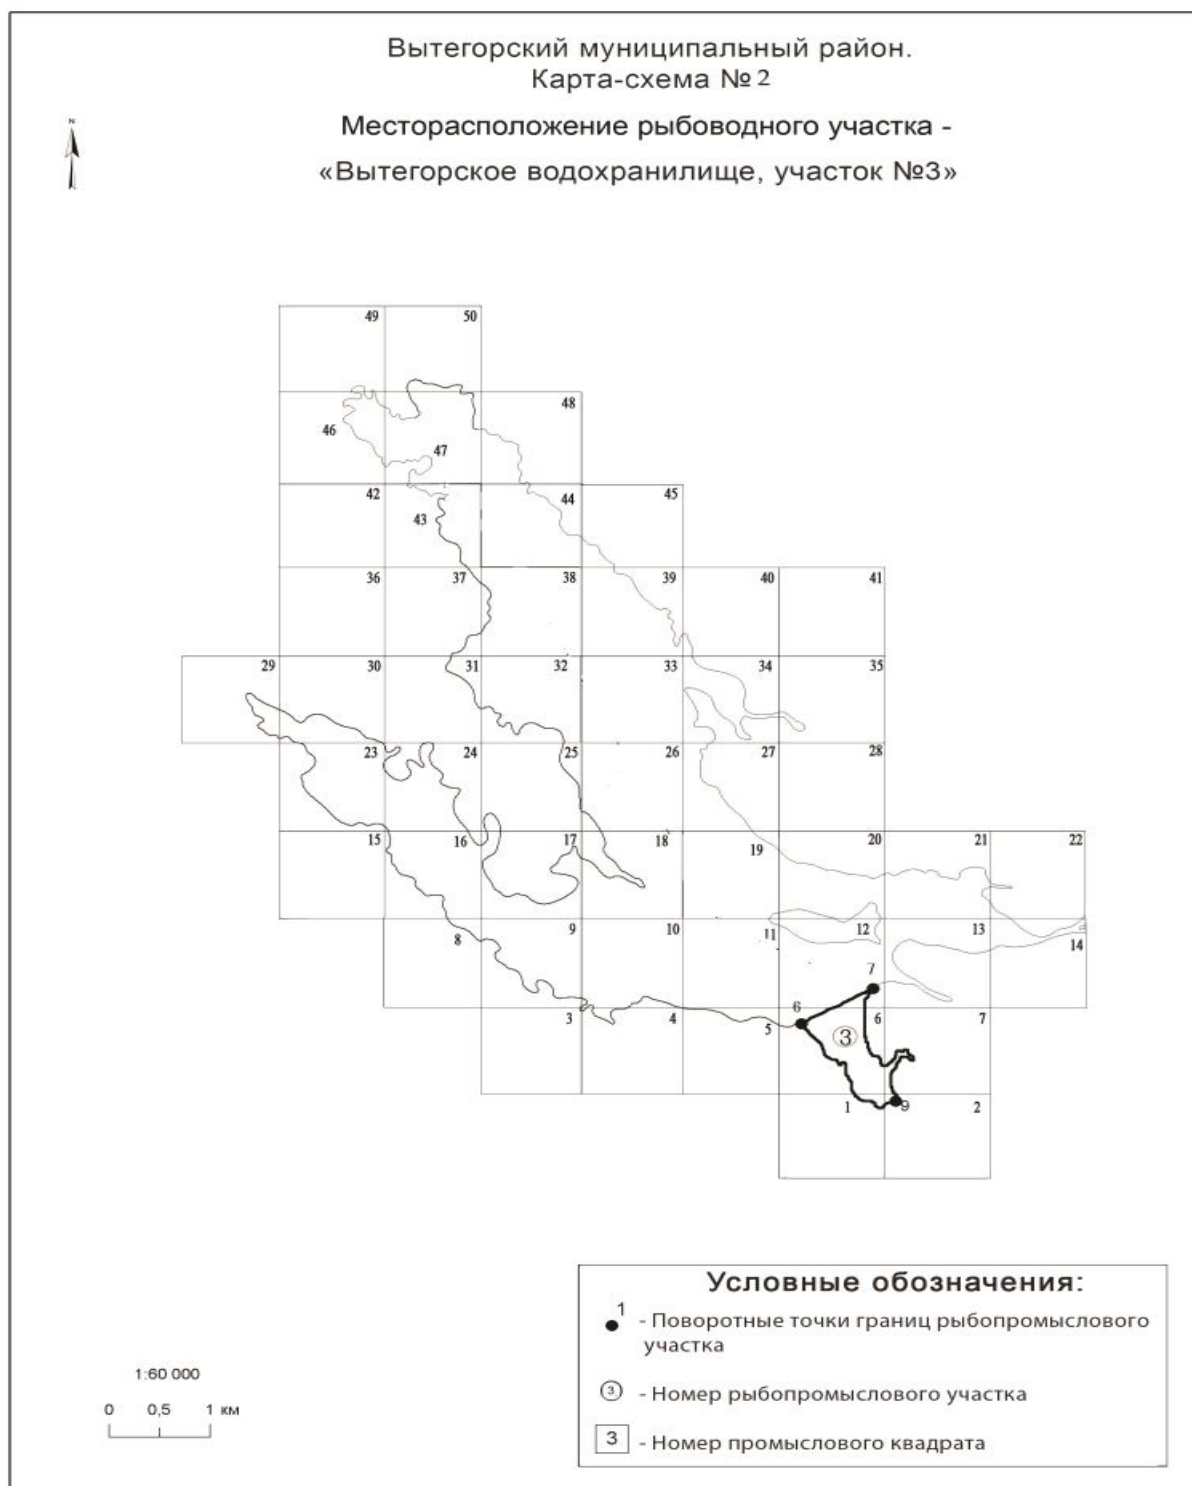 Вытегорский муниципальный район.
Карта-схема № 2
Месторасположение рыбоводного участка -
«Вытегорское водохранилище, участок №3»
N
49 50
48
46
47
42 44 45
43
36 37 38 39 40 41
29 30 31 32 33 34 35
23 24 25 26 27 28
15 16 17 18 19 20 21 22
8 9 10 11 12 13 14
7
6
3 4 5 6 7
3
1 9 2
Условные обозначения:
1
- Поворотные точки границ рыбопромыслового
участка
3 - Номер рыбопромыслового участка
3 - Номер промыслового квадрата
1:60 000
0 0,5 1 км